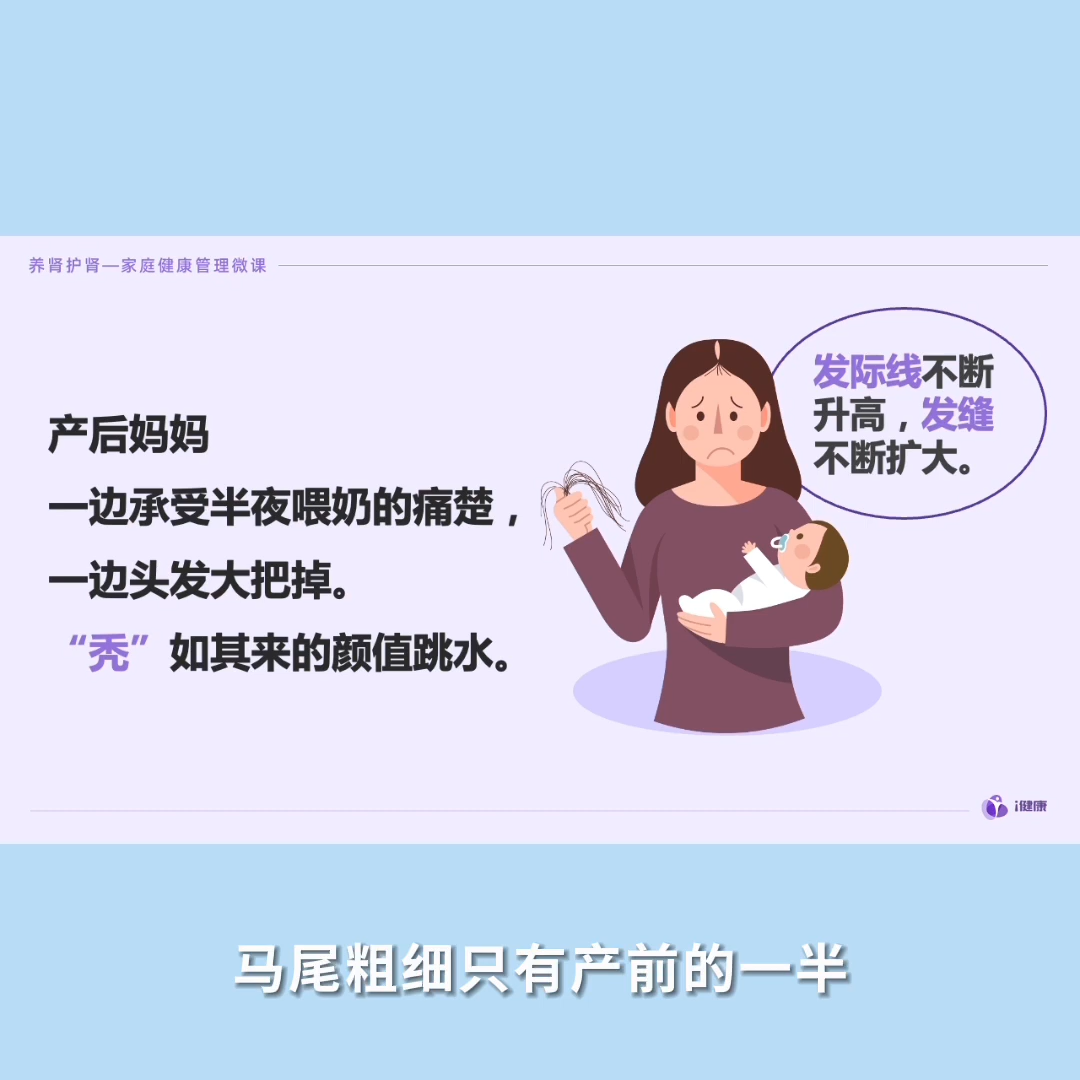 养肾护肾—家庭健康管理微课
产后妈妈
一边承受半夜喂奶的痛楚，
一边头发大把掉。
“秃”如其来的颜值跳水。
发际线不断
升高，发缝
不断扩大。
i健康
马尾粗细只有产前的一半